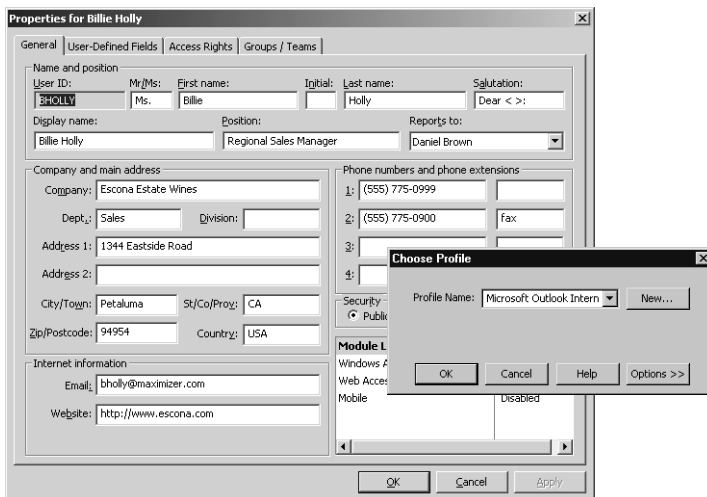 Properties for Billie Holly
General User-Defined Fields Access Rights Groups / Teams
Name and position
User ID: Mr/Ms: First name: Initial: Last name: Salutation:
BHOLLY Ms. Billie Holly Dear < >:
Display name: Position: Reports to:
Billie Holly Regional Sales Manager Daniel Brown
Company and main address
Company: Escona Estate Wines
Dept.: Sales Division:
Address 1: 1344 Eastside Road
Address 2:
City/Town: Petaluma St/Co/Prov: CA
Zip/Postcode: 94954 Country: USA
Internet information
Email: bholly@maximizer.com
Website: http://www.escona.com
Phone numbers and phone extensions
1: (555) 775-0999
2: (555) 775-0900 fax
3:
4:
Security
Public
Module L
Windows A
Web Acces
Mobile Disabled
OK Cancel Apply
Choose Profile
Profile Name: Microsoft Outlook Intern New...
OK Cancel Help Options >>